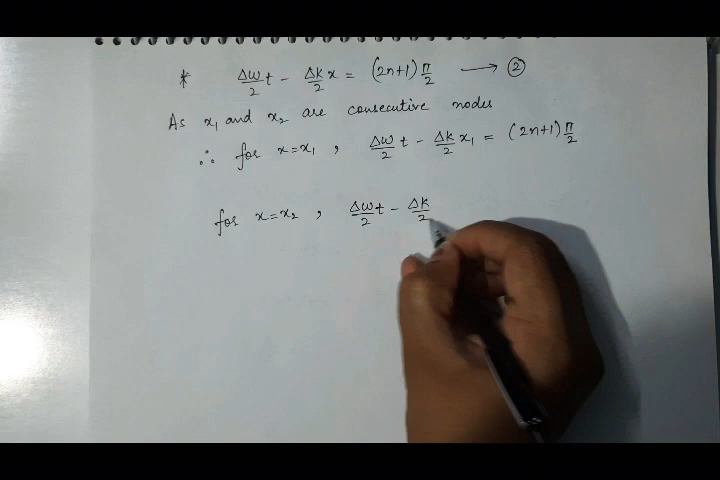 * Δω/2 t - Δk/2 x = (2n+1) π/2 ⟶ ②
As x₁ and x₂ are consecutive nodes
∴ for x=x₁ , Δω/2 t - Δk/2 x₁ = (2n+1) π/2
for x=x₂ , Δω/2 t - Δk/2